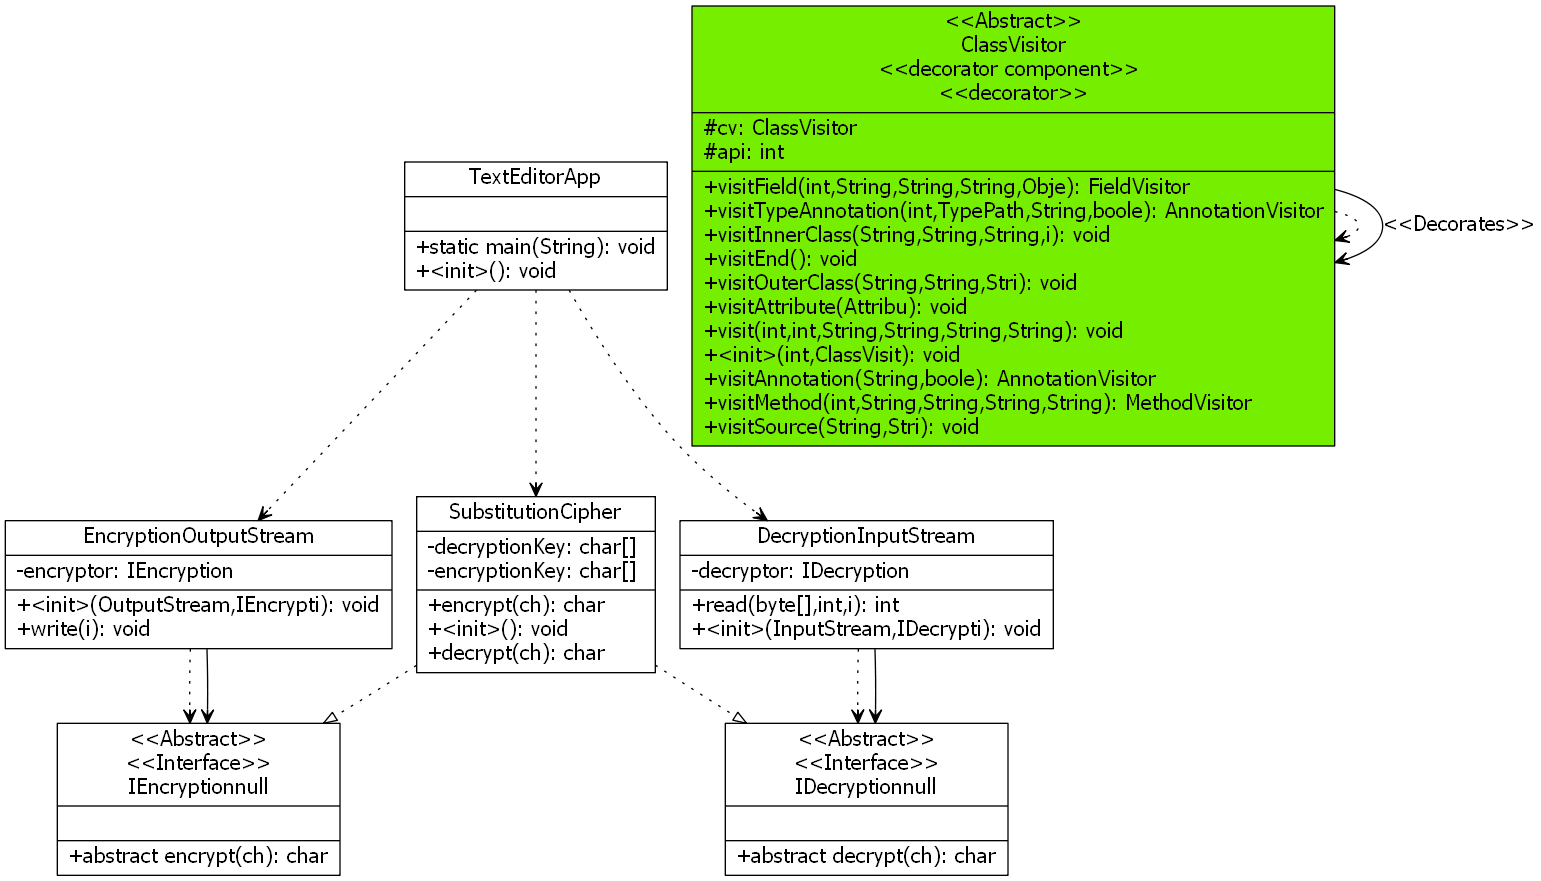 <<Abstract>>
ClassVisitor
<<decorator component>>
<<decorator>>
#cv: ClassVisitor
#api: int
+visitField(int,String,String,String,Obje): FieldVisitor
+visitTypeAnnotation(int,TypePath,String,boole): AnnotationVisitor
+visitInnerClass(String,String,String,i): void
+visitEnd(): void
+visitOuterClass(String,String,Stri): void
+visitAttribute(Attribu): void
+visit(int,int,String,String,String,String): void
+<init>(int,ClassVisit): void
+visitAnnotation(String,boole): AnnotationVisitor
+visitMethod(int,String,String,String,String): MethodVisitor
+visitSource(String,Stri): void
<<Decorates>>
TextEditorApp
+static main(String): void
+<init>(): void
EncryptionOutputStream
-encryptor: IEncryption
+<init>(OutputStream,IEncrypti): void
+write(i): void
SubstitutionCipher
-decryptionKey: char[]
-encryptionKey: char[]
+encrypt(ch): char
+<init>(): void
+decrypt(ch): char
DecryptionInputStream
-decryptor: IDecryption
+read(byte[],int,i): int
+<init>(InputStream,IDecrypti): void
<<Abstract>>
<<Interface>>
IEncryptionnull
+abstract encrypt(ch): char
<<Abstract>>
<<Interface>>
IDecryptionnull
+abstract decrypt(ch): char